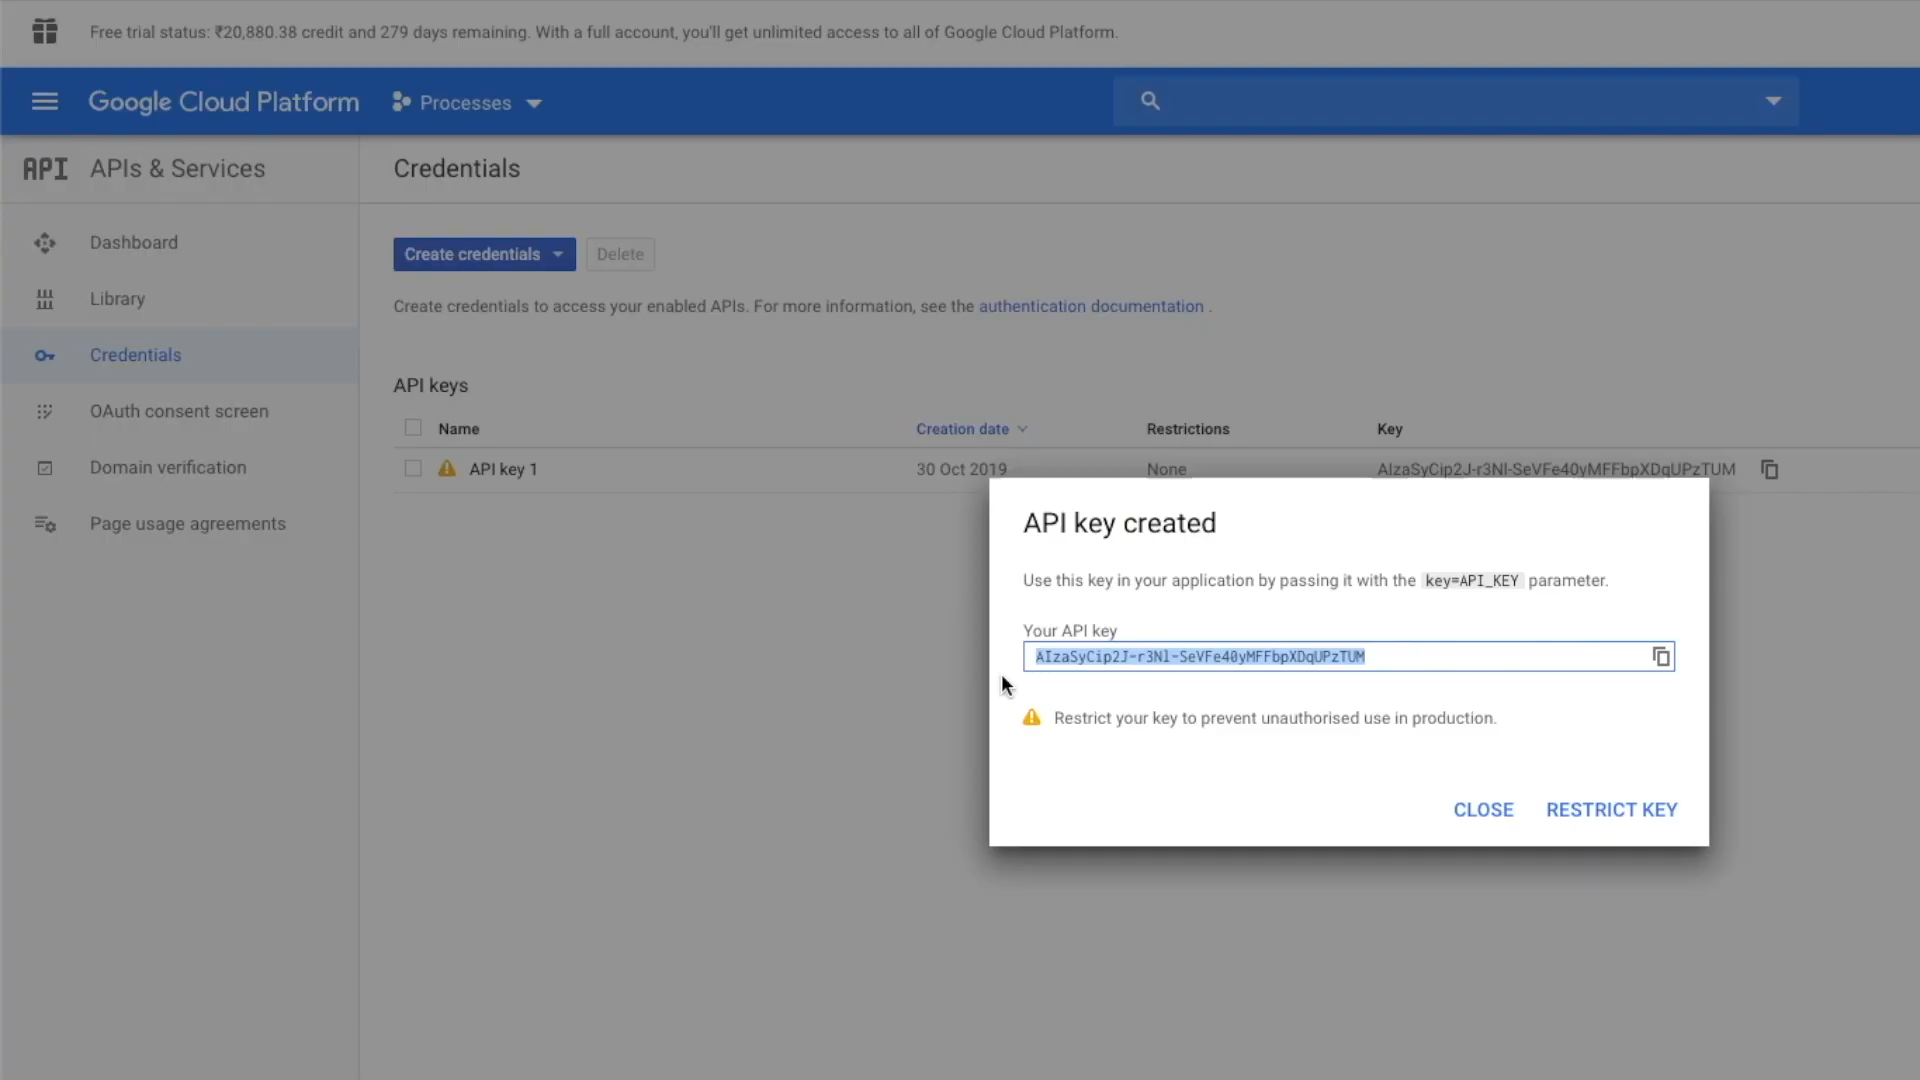 Free trial status: ₹20,880.38 credit and 279 days remaining. With a full account, you'll get unlimited access to all of Google Cloud Platform.
Google Cloud Platform Processes
API APIs & Services Credentials
Dashboard
Create credentials Delete
Library
Create credentials to access your enabled APIs. For more information, see the authentication documentation .
Credentials
API keys
OAuth consent screen
Name Creation date Restrictions Key
Domain verification
API key 1 30 Oct 2019 None AIzaSyCip2J-r3Nl-SeVFe40yMFFbpXDqUPzTUM
Page usage agreements
API key created
Use this key in your application by passing it with the key=API_KEY parameter.
Your API key
AIzaSyCip2J-r3Nl-SeVFe40yMFFbpXDqUPzTUM
Restrict your key to prevent unauthorised use in production.
CLOSE RESTRICT KEY